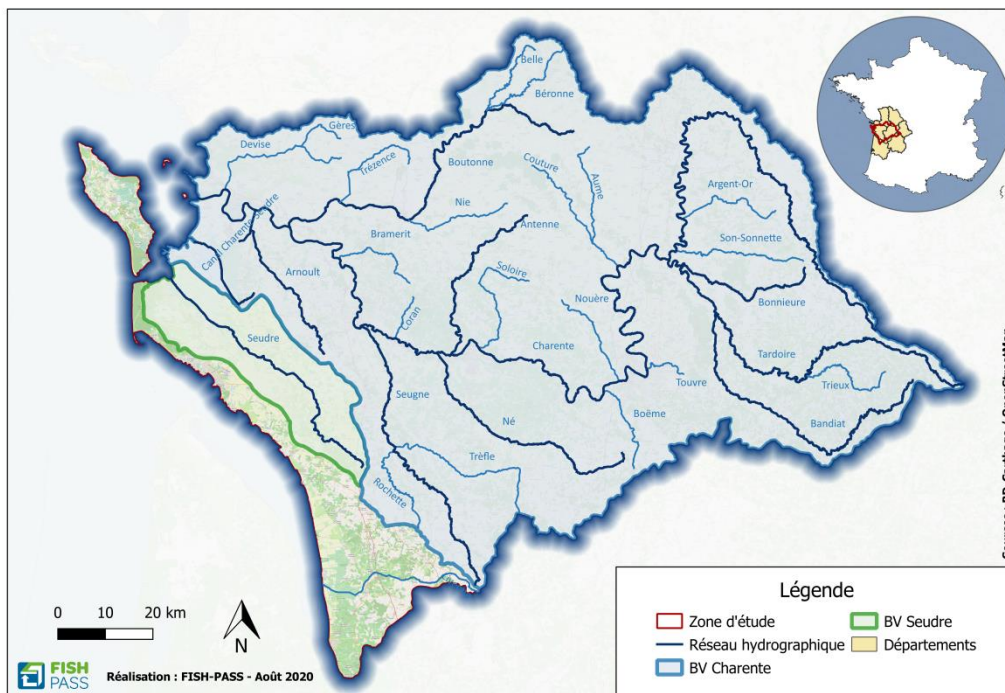 Belle
Béronne
Gères
Devise
Trézence
Boutonne
Couture
Aume
Argent-Or
Nie
Canal Charente-Seudre
Bramerit
Antenne
Son-Sonnette
Arnoult
Soloire
Nouère
Bonnieure
Coran
Seudre
Charente
Tardoire
Seugne
Touvre
Trieux
Né
Boëme
Bandiat
Trèfle
Rochette
0 10 20 km
N
Légende
Zone d'étude
Réseau hydrographique
BV Charente
BV Seudre
Départements
FISH
PASS
Réalisation : FISH-PASS - Août 2020